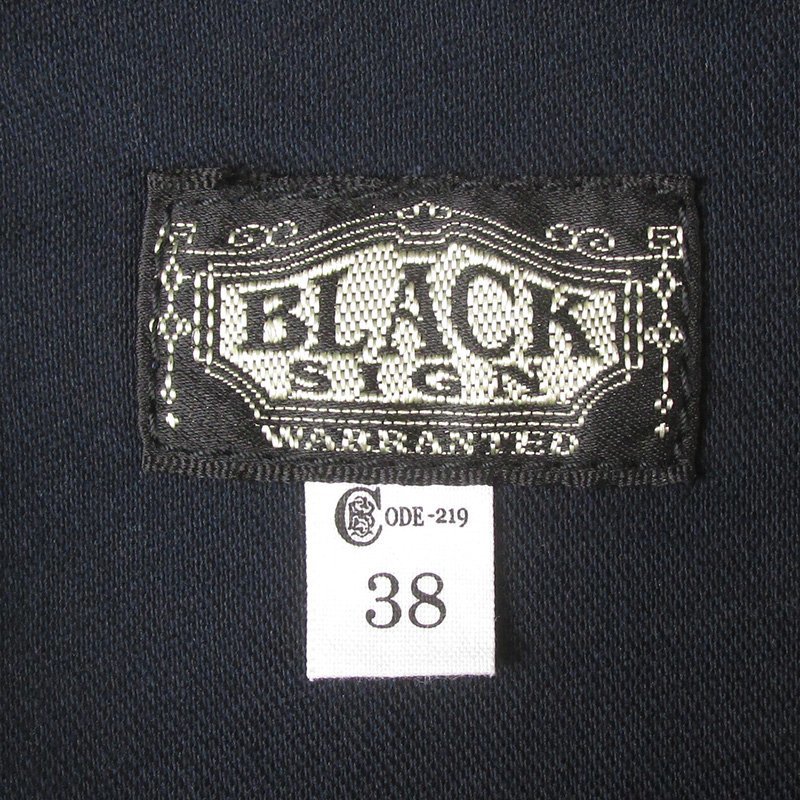 BLACK
SIGN
WARRANTED
CODE-219
38